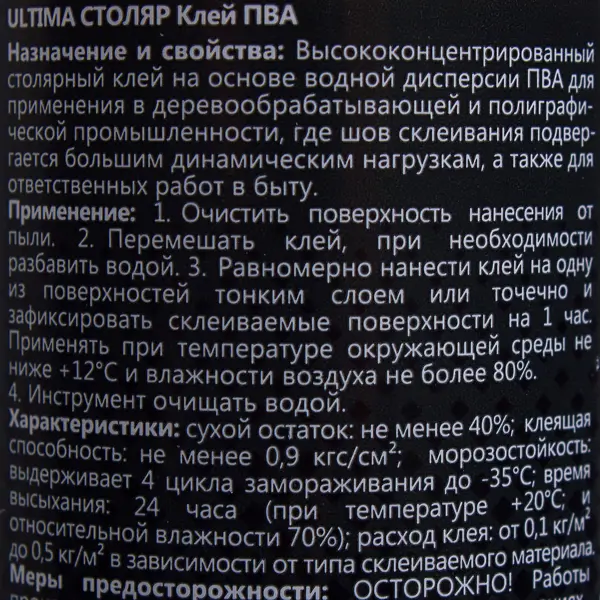 ULTIMA СТОЛЯР Клей ПВА
Назначение и свойства: Высококонцентрированный
столярный клей на основе водной дисперсии ПВА для
применения в деревообрабатывающей и полиграфи-
ческой промышленности, где шов склеивания подвер-
гается большим динамическим нагрузкам, а также для
ответственных работ в быту.
Применение: 1. Очистить поверхность нанесения от
пыли. 2. Перемешать клей, при необходимости
разбавить водой. 3. Равномерно нанести клей на одну
из поверхностей тонким слоем или точечно и
зафиксировать склеиваемые поверхности на 1 час.
Применять при температуре окружающей среды не
ниже +12°C и влажности воздуха не более 80%.
4. Инструмент очищать водой.
Характеристики: сухой остаток: не менее 40%; клеящая
способность: не менее 0,9 кгс/см²; морозостойкость:
выдерживает 4 цикла замораживания до -35°C; время
высыхания: 24 часа (при температуре +20°C; и
относительной влажности 70%); расход клея: от 0,1 кг/м²
до 0,5 кг/м² в зависимости от типа склеиваемого материала.
Меры предосторожности: ОСТОРОЖНО! Работы